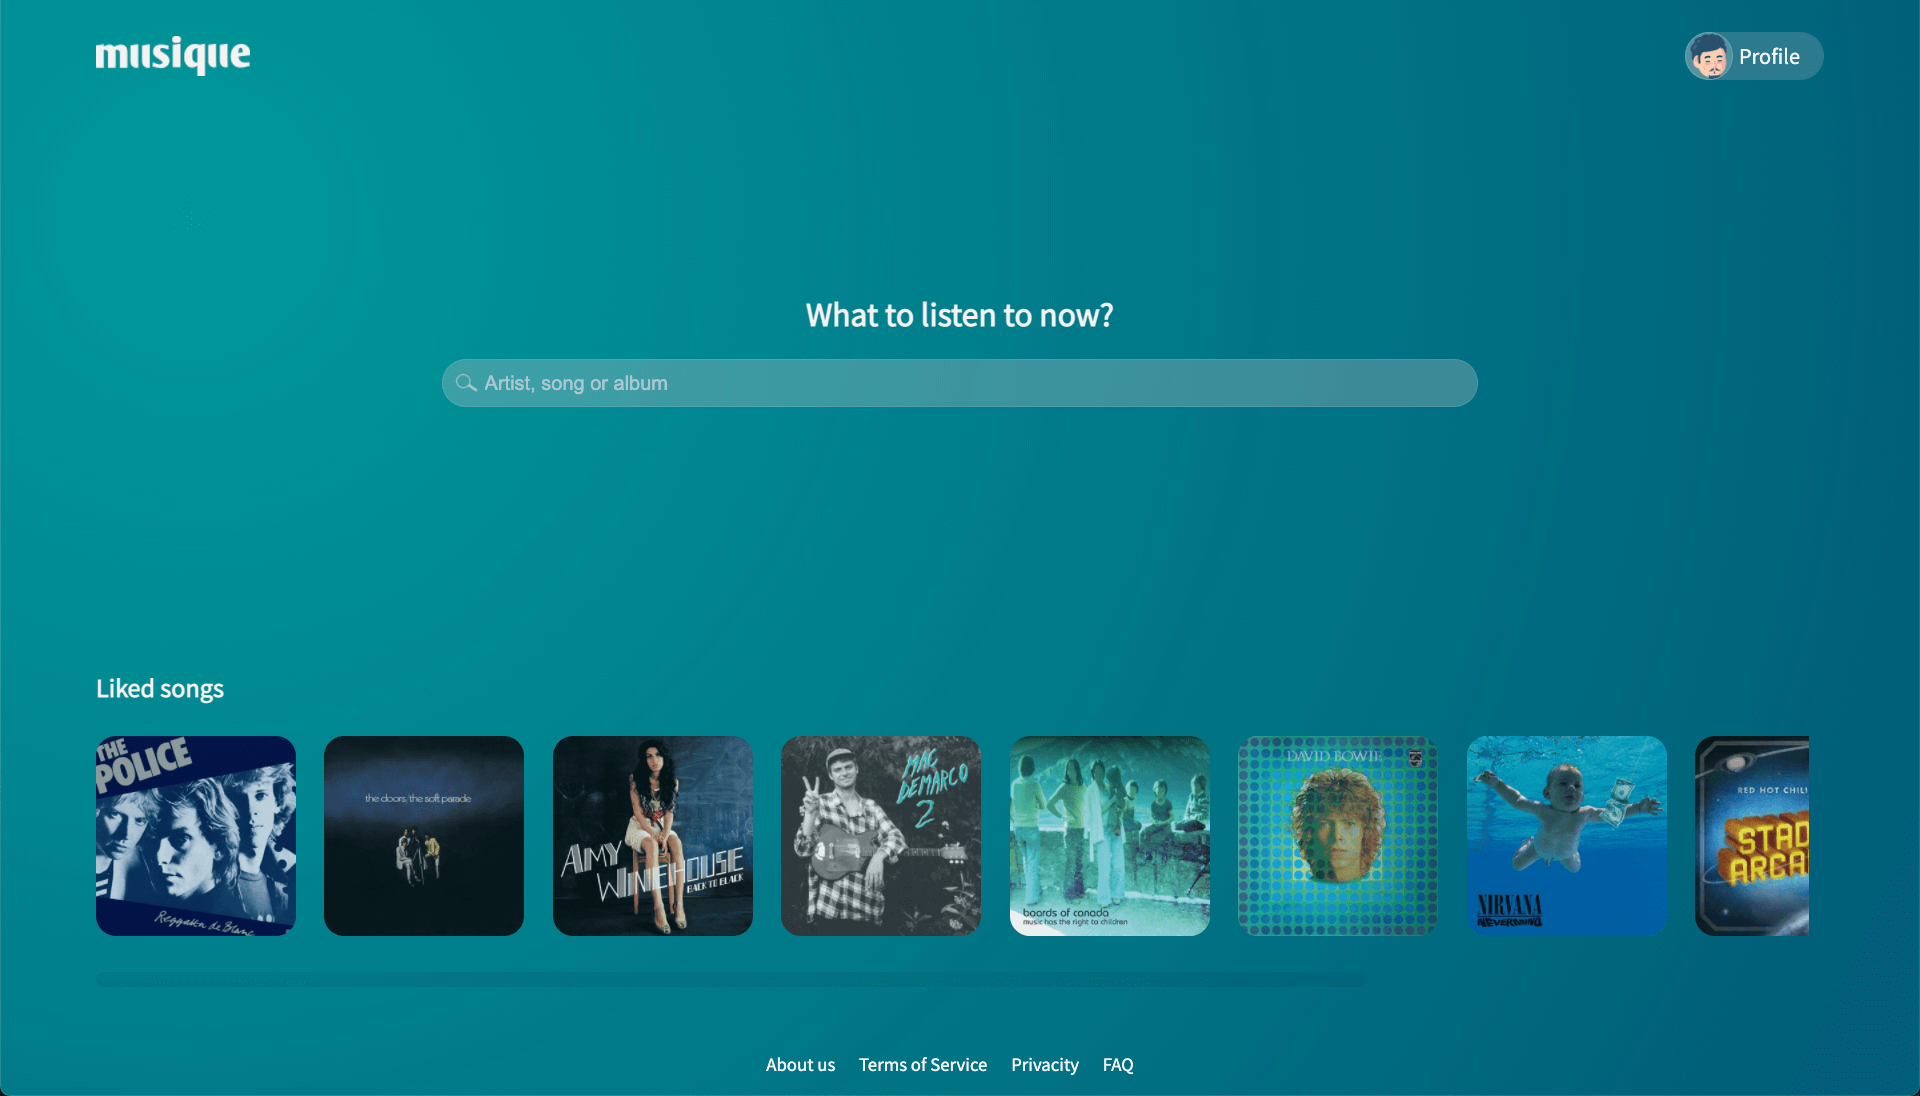 musique
Profile
What to listen to now?
Artist, song or album
Liked songs
THE
POLICE
Reggatta de Blanc
the doors/the soft parade
AMY
WINEHOUSE
BACK TO BLACK
MAC
DEMARCO
2
boards of canada
music has the right to children
DAVID BOWIE
NIRVANA
NEVERMIND
RED HOT CHILI
STAD
ARCA
About us Terms of Service Privacity FAQ